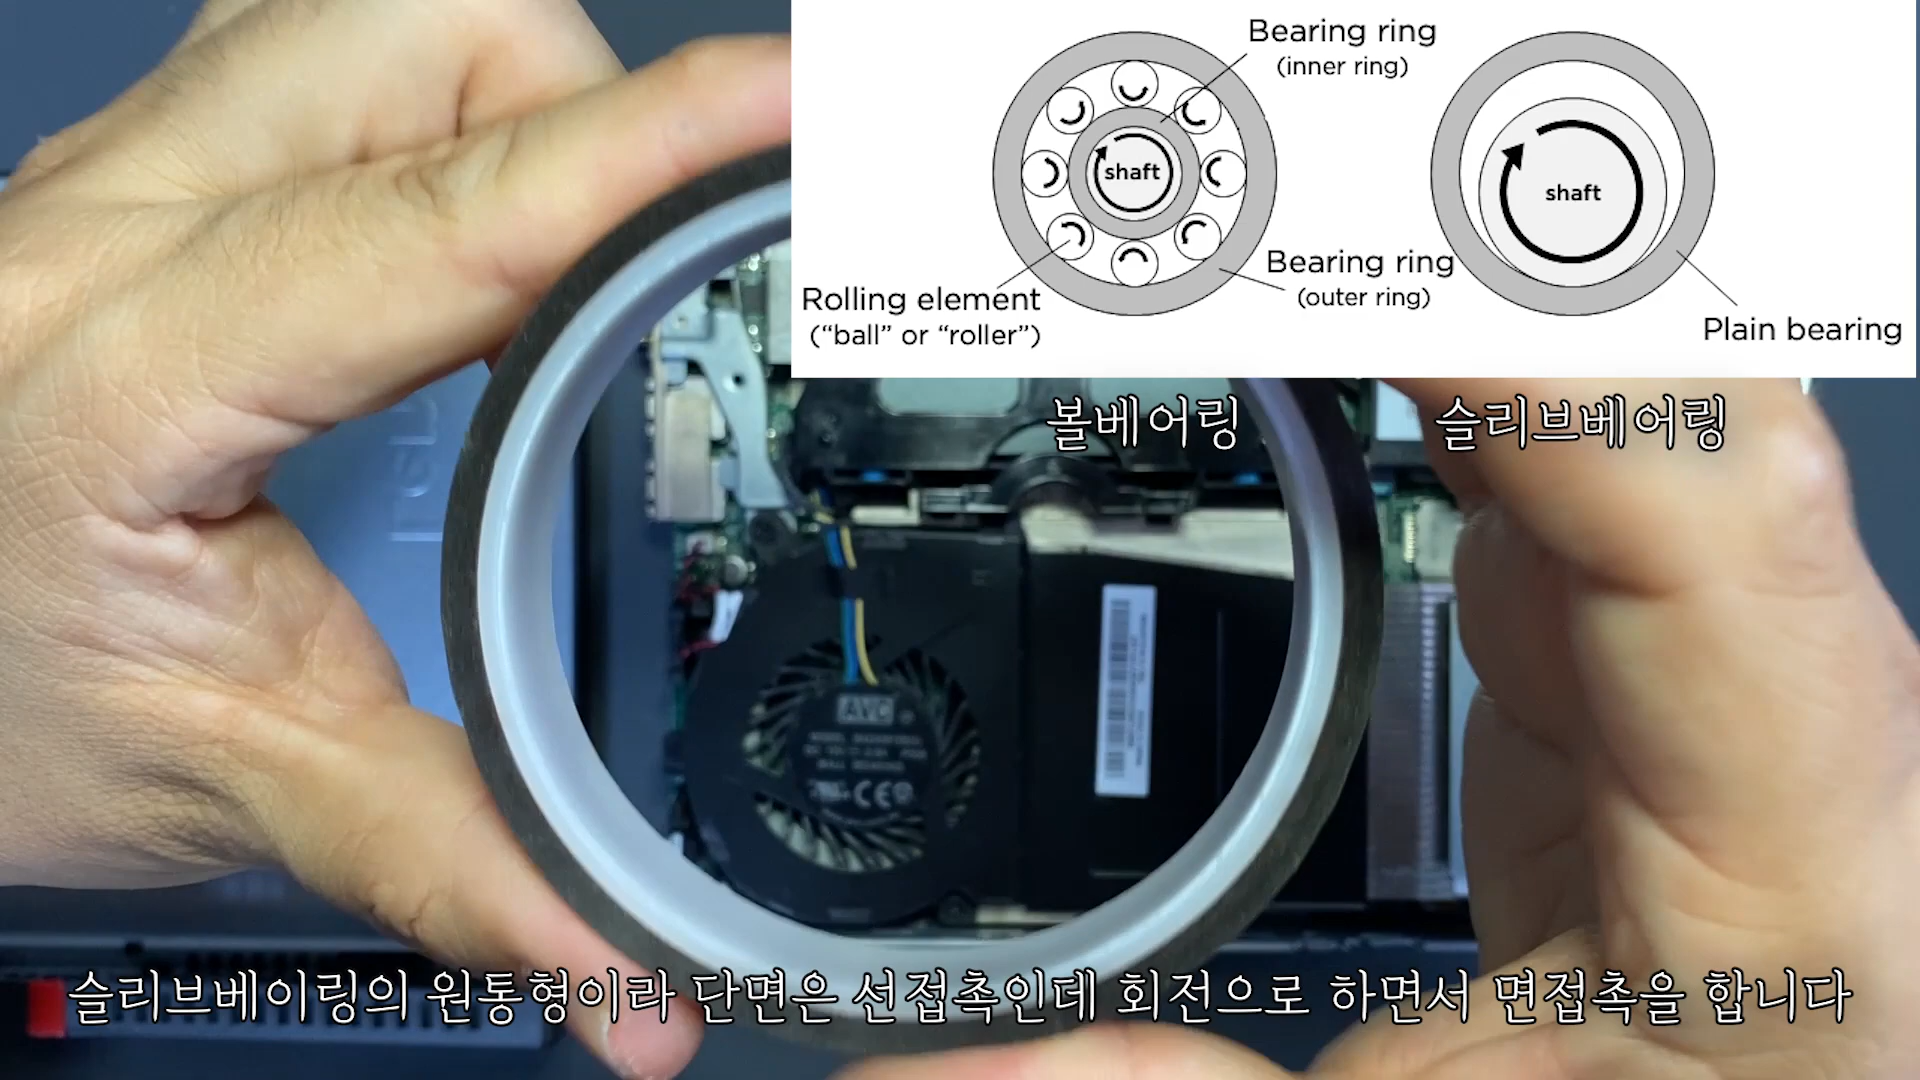 Bearing ring
(inner ring)
shaft
shaft
Bearing ring
(outer ring)
Rolling element
(“ball” or “roller”)
Plain bearing
볼베어링
슬리브베어링
AVC
BALL BEARING
CE
슬리브베이링의 원통형이라 단면은 선접촉인데 회전으로 하면서 면접촉을 합니다